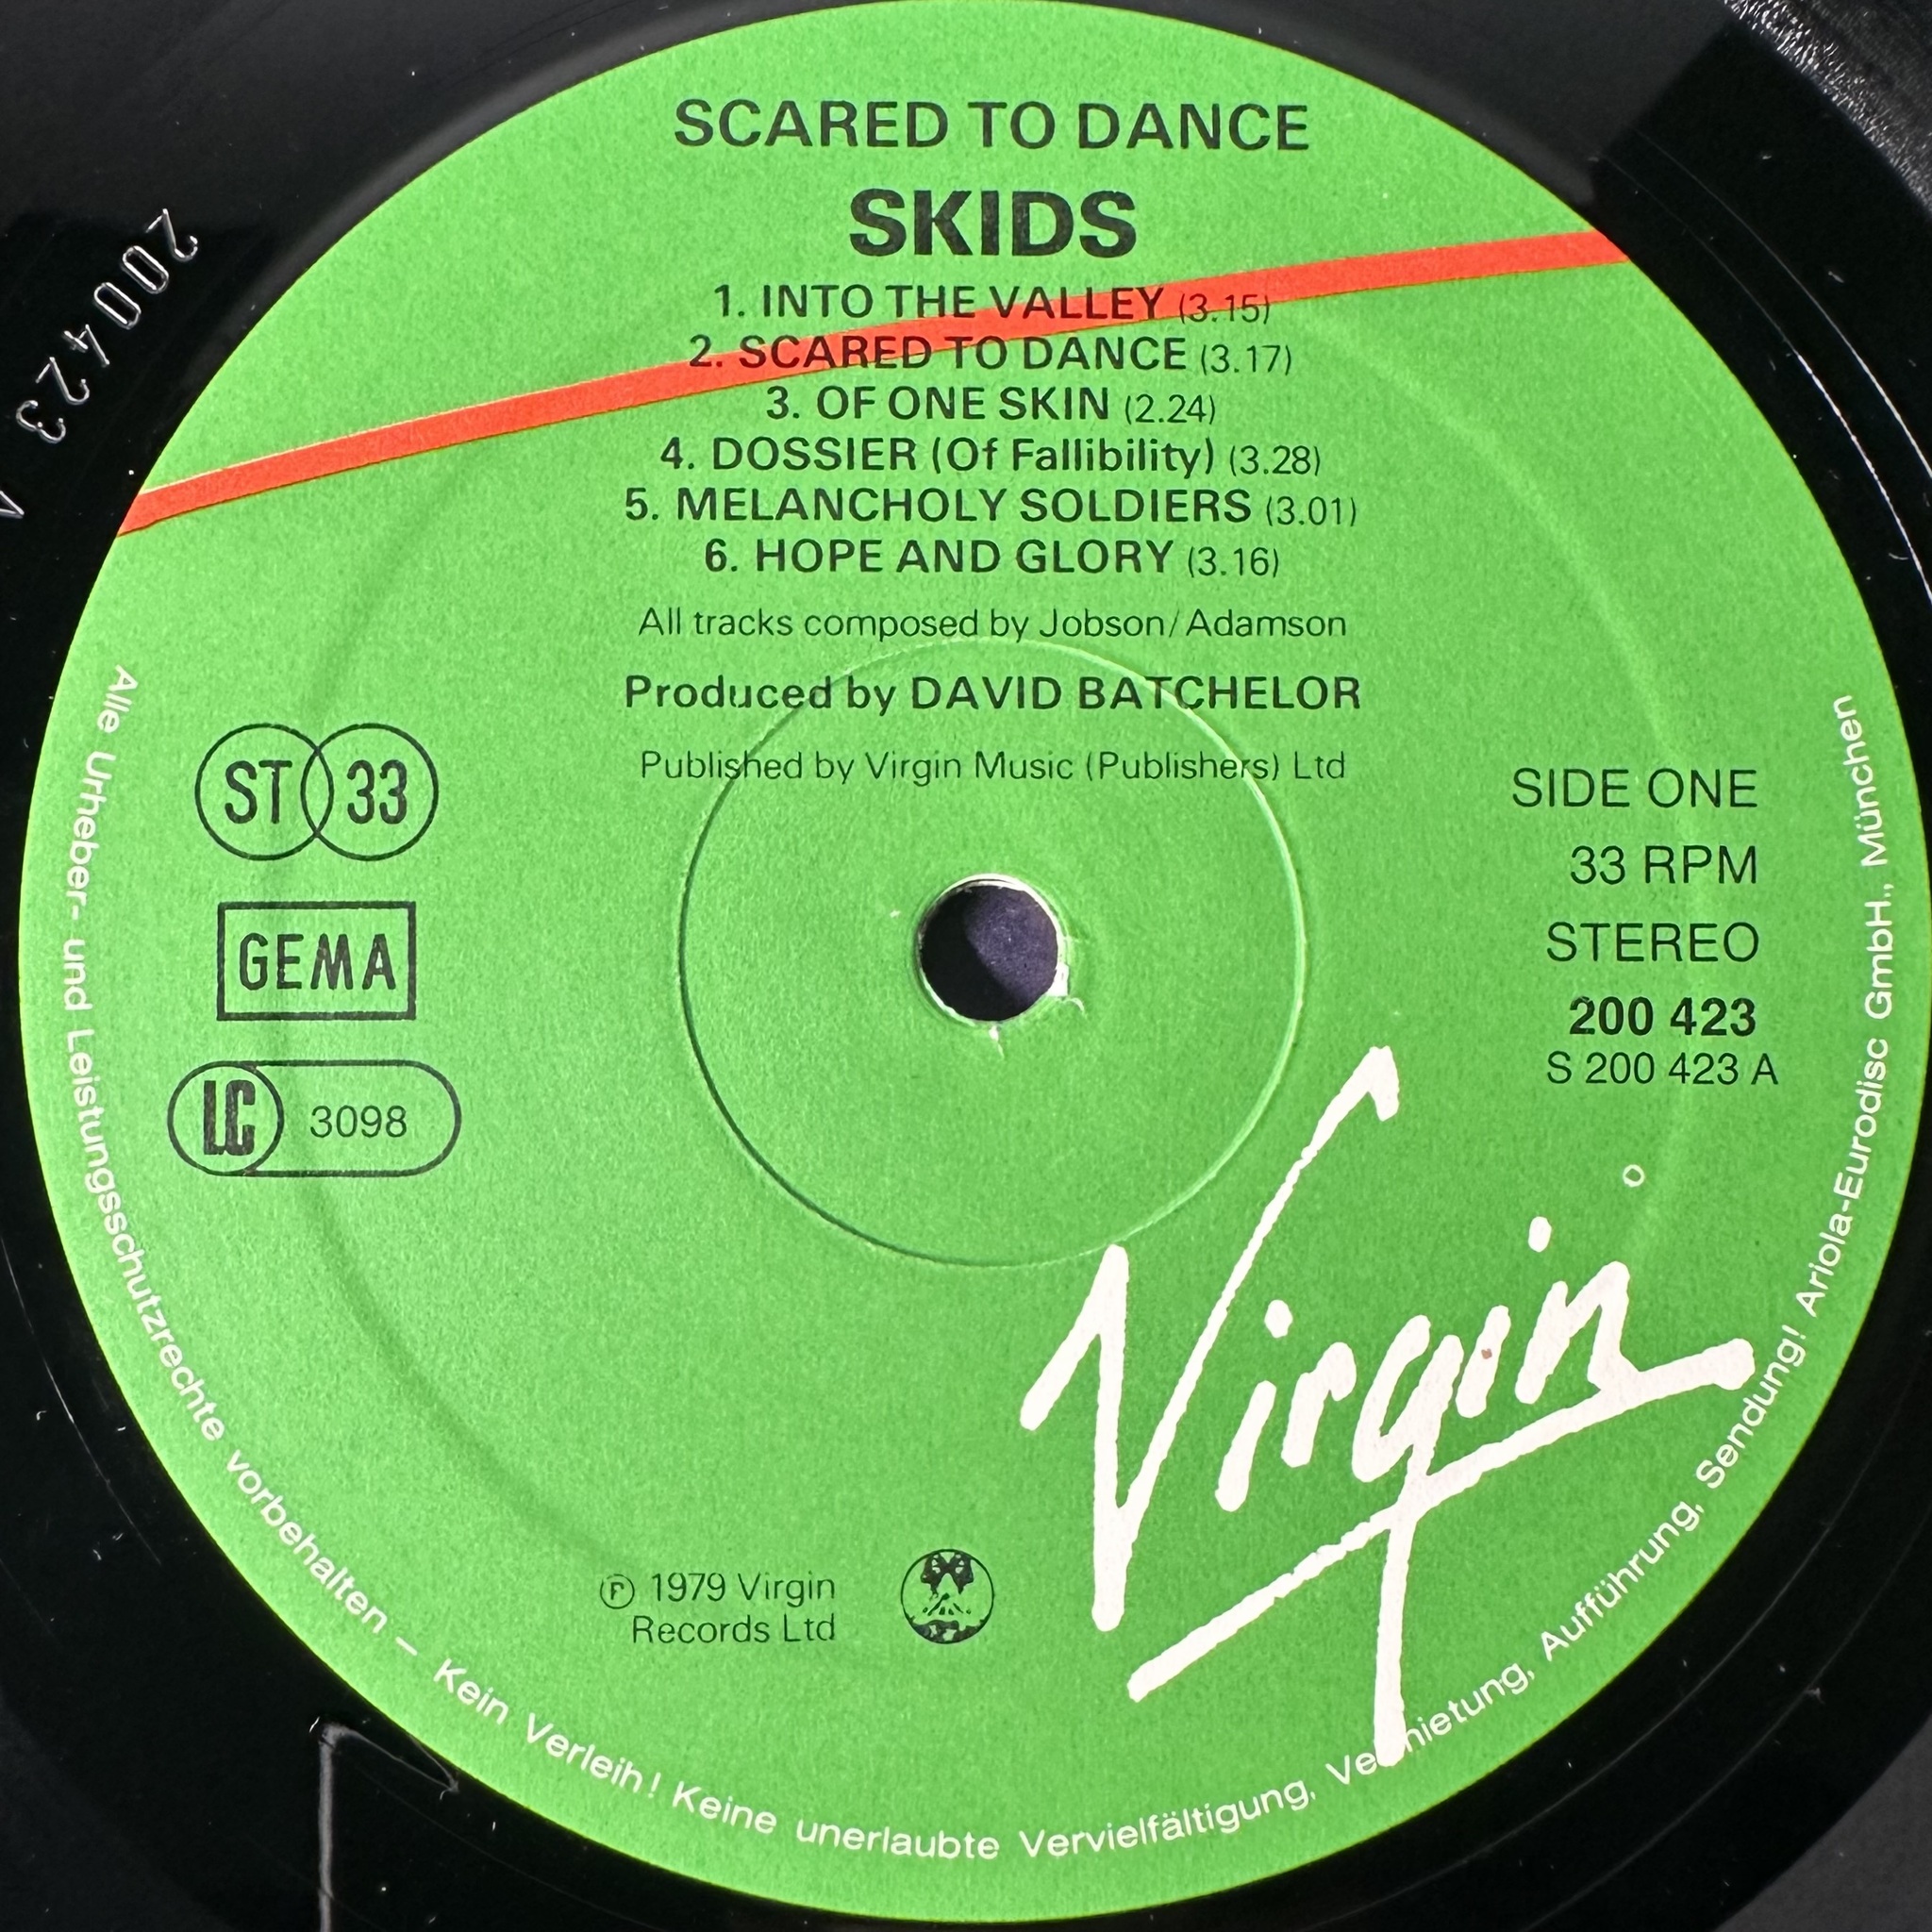 SCARED TO DANCE
SKIDS
1. INTO THE VALLEY (3.15)
2. SCARED TO DANCE (3.17)
3. OF ONE SKIN (2.24)
4. DOSSIER (Of Fallibility) (3.28)
5. MELANCHOLY SOLDIERS (3.01)
6. HOPE AND GLORY (3.16)
All tracks composed by Jobson/Adamson
Produced by DAVID BATCHELOR
Published by Virgin Music (Publishers) Ltd
ST 33
GEMA
LC 3098
SIDE ONE
33 RPM
STEREO
200 423
S 200 423 A
Virgin
℗ 1979 Virgin
Records Ltd
Alle Urheber- und Leistungsschutzrechte vorbehalten – Kein Verleih! Keine unerlaubte Vervielfältigung, Vermietung, Aufführung, Sendung! Ariola-Eurodisc GmbH., München
200423